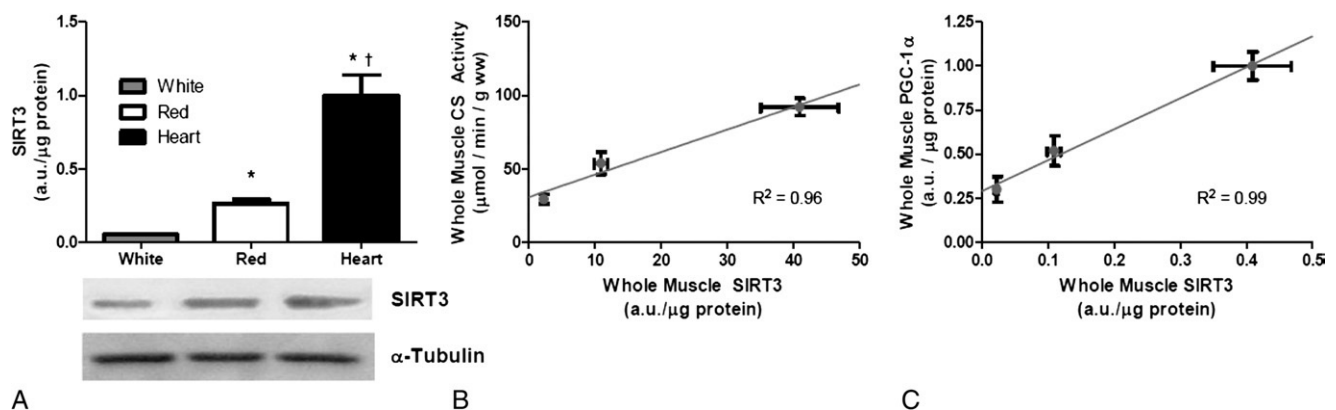 1.5
1.0
0.5
0.0
SIRT3
(a.u./µg protein)
White
Red
Heart
*
* †
White
Red
Heart
SIRT3
α-Tubulin
A
150
100
50
0
Whole Muscle CS Activity
(µmol / min / g ww)
R² = 0.96
0
10
20
30
40
50
Whole Muscle SIRT3
(a.u./µg protein)
B
1.25
1.00
0.75
0.50
0.25
0.00
Whole Muscle PGC-1 α
(a.u. / µg protein)
R² = 0.99
0.0
0.1
0.2
0.3
0.4
0.5
Whole Muscle SIRT3
(a.u./µg protein)
C